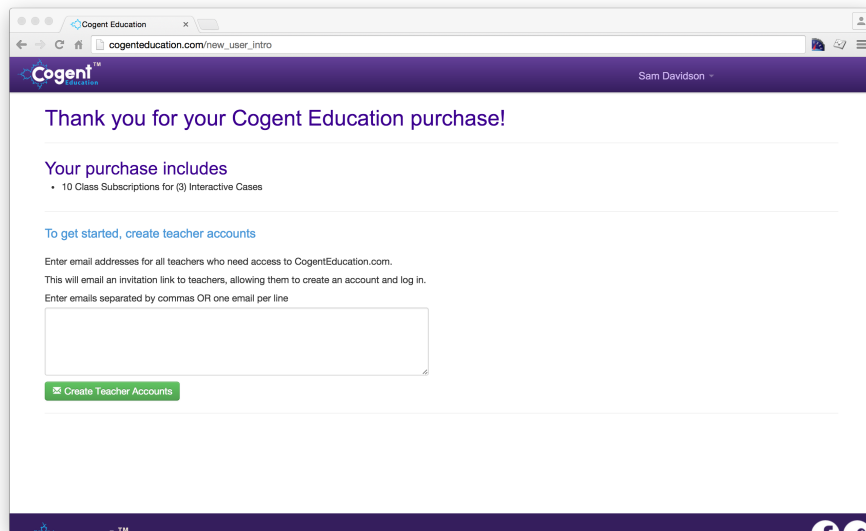 Cogent Education
cogenteducation.com/new_user_intro
Cogent™
Education
Sam Davidson
Thank you for your Cogent Education purchase!
Your purchase includes
• 10 Class Subscriptions for (3) Interactive Cases
To get started, create teacher accounts
Enter email addresses for all teachers who need access to CogentEducation.com.
This will email an invitation link to teachers, allowing them to create an account and log in.
Enter emails separated by commas OR one email per line
Create Teacher Accounts
TM